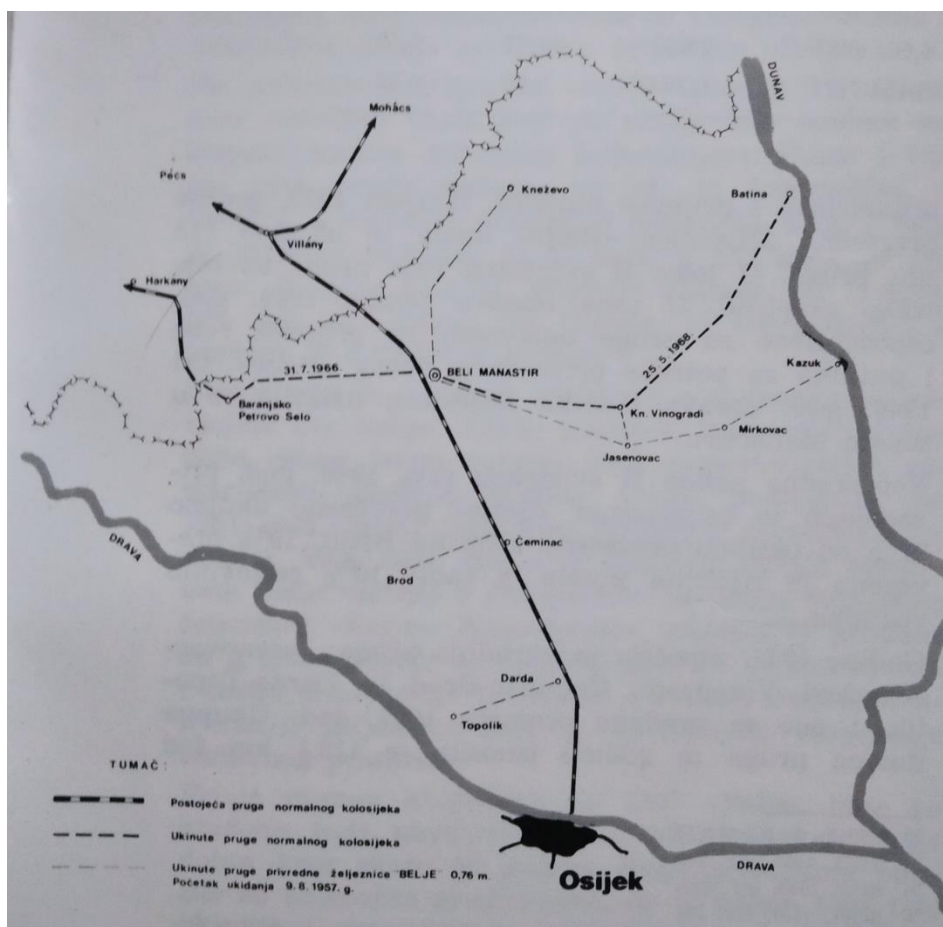 DUNAV
Mohács
Pécs
Kneževo
Batina
Villány
Harkány
31.7.1966.
BELI MANASTIR
25.5.1968.
Kazuk
Baranjsko
Petrovo Selo
Kn. Vinogradi
Mirkovac
Jasenovac
DRAVA
Čeminac
Brod
Darda
Topolik
TUMAČ:
Postojeća pruga normalnog kolosijeka
Ukinute pruge normalnog kolosijeka
Ukinute pruge privredne željeznice "BELJE" 0,76 m.
Početak ukidanja 9.8.1957. g.
DRAVA
Osijek